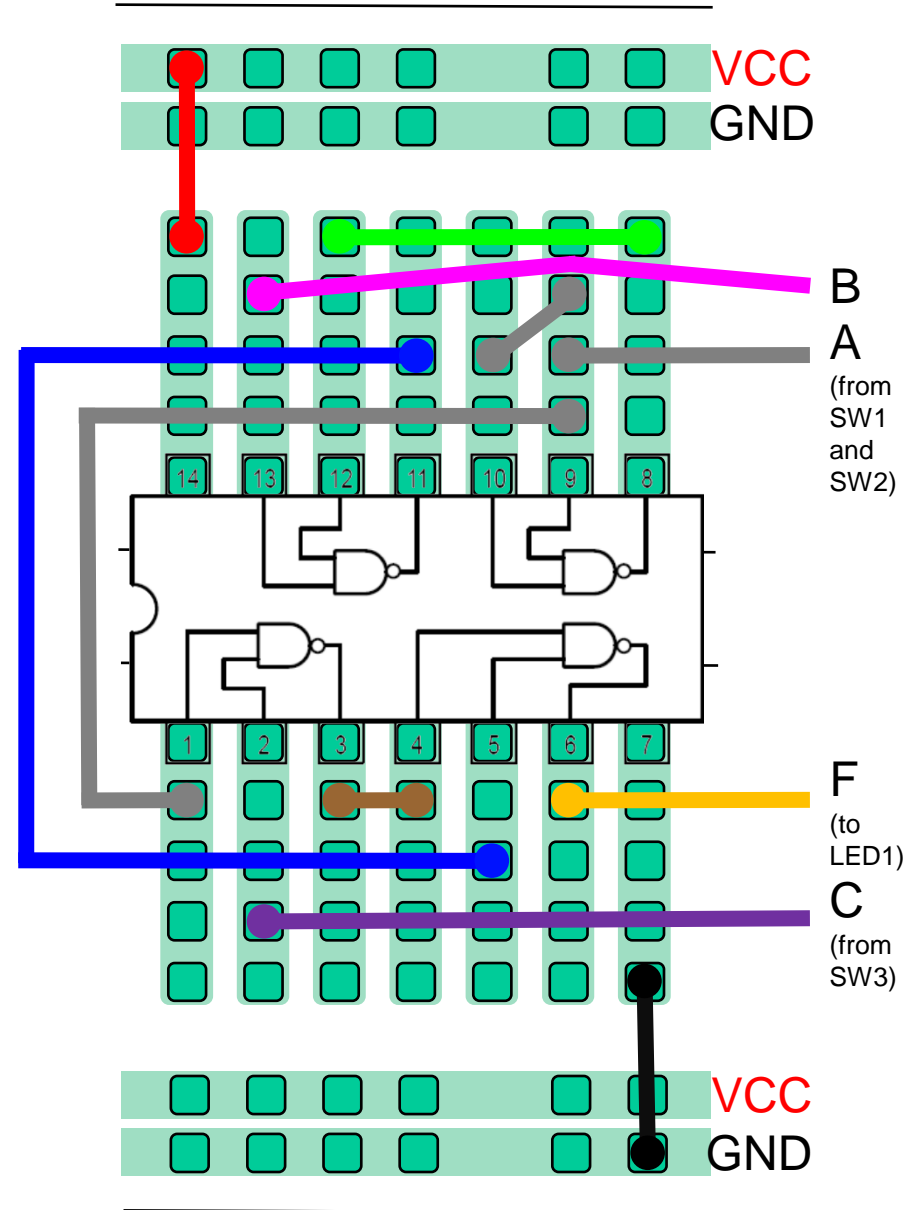 VCC
GND
B
A
(from
SW1
and
SW2)
14 13 12 11 10 9 8
1 2 3 4 5 6 7
F
(to
LED1)
C
(from
SW3)
VCC
GND